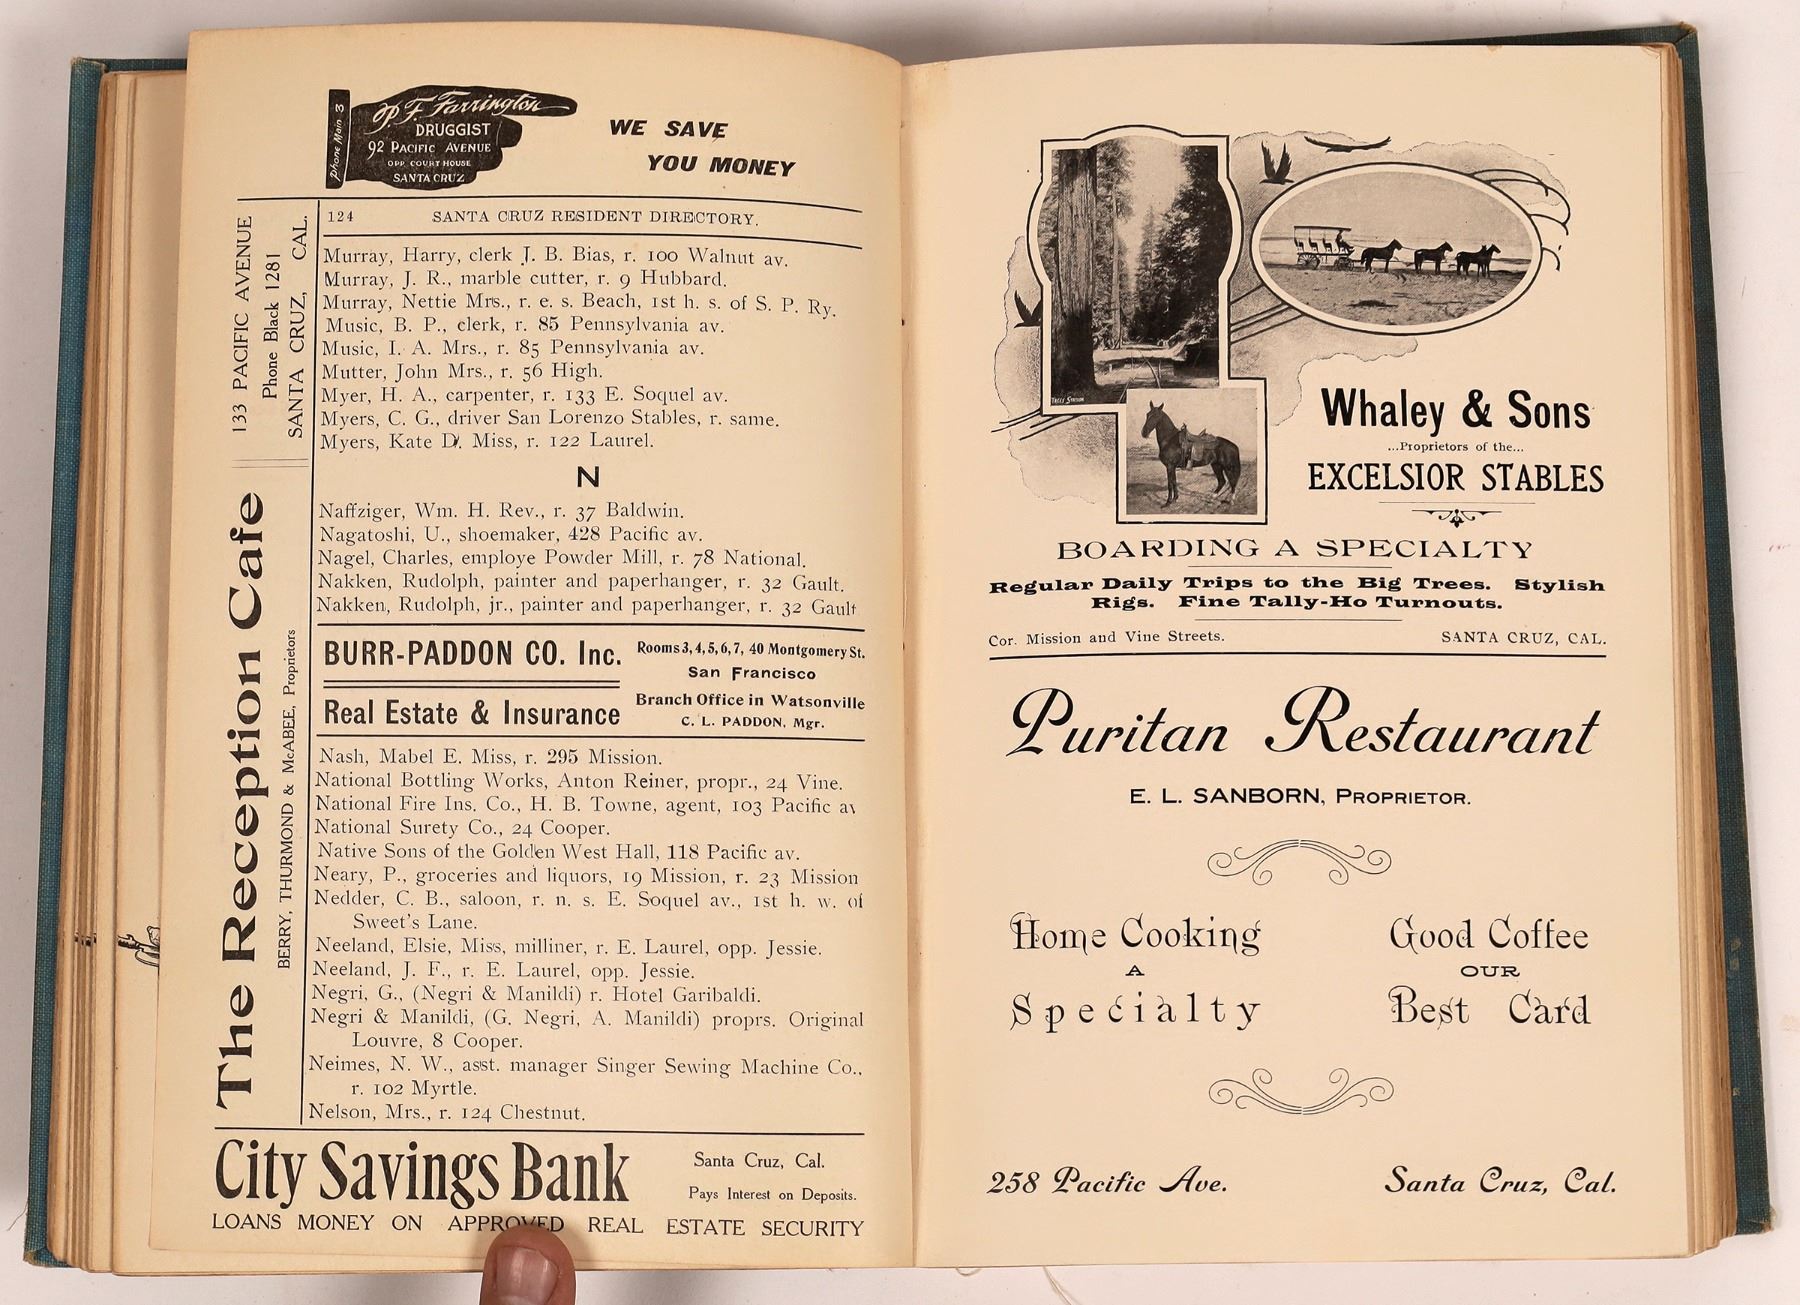 P. F. Farrington
DRUGGIST
92 PACIFIC AVENUE
OPP. COURT HOUSE
SANTA CRUZ
Phone Main 3
WE SAVE
YOU MONEY
133 PACIFIC AVENUE
Phone Black 1281
SANTA CRUZ, CAL.
The Reception Cafe
BERRY, THURMOND & McABEE, Proprietors
124 SANTA CRUZ RESIDENT DIRECTORY.
Murray, Harry, clerk J. B. Bias, r. 100 Walnut av.
Murray, J. R., marble cutter, r. 9 Hubbard.
Murray, Nettie Mrs., r. e. s. Beach, 1st h. s. of S. P. Ry.
Music, B. P., clerk, r. 85 Pennsylvania av.
Music, I. A. Mrs., r. 85 Pennsylvania av.
Mutter, John Mrs., r. 56 High.
Myer, H. A., carpenter, r. 133 E. Soquel av.
Myers, C. G., driver San Lorenzo Stables, r. same.
Myers, Kate D. Miss, r. 122 Laurel.
N
Naffziger, Wm. H. Rev., r. 37 Baldwin.
Nagatoshi, U., shoemaker, 428 Pacific av.
Nagel, Charles, employe Powder Mill, r. 78 National.
Nakken, Rudolph, painter and paperhanger, r. 32 Gault.
Nakken, Rudolph, jr., painter and paperhanger, r. 32 Gault
BURR-PADDON CO. Inc.
Real Estate & Insurance
Rooms 3, 4, 5, 6, 7, 40 Montgomery St.
San Francisco
Branch Office in Watsonville
C. L. PADDON, Mgr.
Nash, Mabel E. Miss, r. 295 Mission.
National Bottling Works, Anton Reiner, propr., 24 Vine.
National Fire Ins. Co., H. B. Towne, agent, 103 Pacific av
National Surety Co., 24 Cooper.
Native Sons of the Golden West Hall, 118 Pacific av.
Neary, P., groceries and liquors, 19 Mission, r. 23 Mission
Nedder, C. B., saloon, r. n. s. E. Soquel av., 1st h. w. of
Sweet's Lane.
Neeland, Elsie, Miss, milliner, r. E. Laurel, opp. Jessie.
Neeland, J. F., r. E. Laurel, opp. Jessie.
Negri, G., (Negri & Manildi) r. Hotel Garibaldi.
Negri & Manildi, (G. Negri, A. Manildi) proprs. Original
Louvre, 8 Cooper.
Neimes, N. W., asst. manager Singer Sewing Machine Co.,
r. 102 Myrtle.
Nelson, Mrs., r. 124 Chestnut.
City Savings Bank
Santa Cruz, Cal.
Pays Interest on Deposits.
LOANS MONEY ON APPROVED REAL ESTATE SECURITY
Whaley & Sons
...Proprietors of the...
EXCELSIOR STABLES
BOARDING A SPECIALTY
Regular Daily Trips to the Big Trees. Stylish
Rigs. Fine Tally-Ho Turnouts.
Cor. Mission and Vine Streets. SANTA CRUZ, CAL.
Puritan Restaurant
E. L. SANBORN, PROPRIETOR.
Home Cooking
A
Specialty
Good Coffee
OUR
Best Card
258 Pacific Ave. Santa Cruz, Cal.